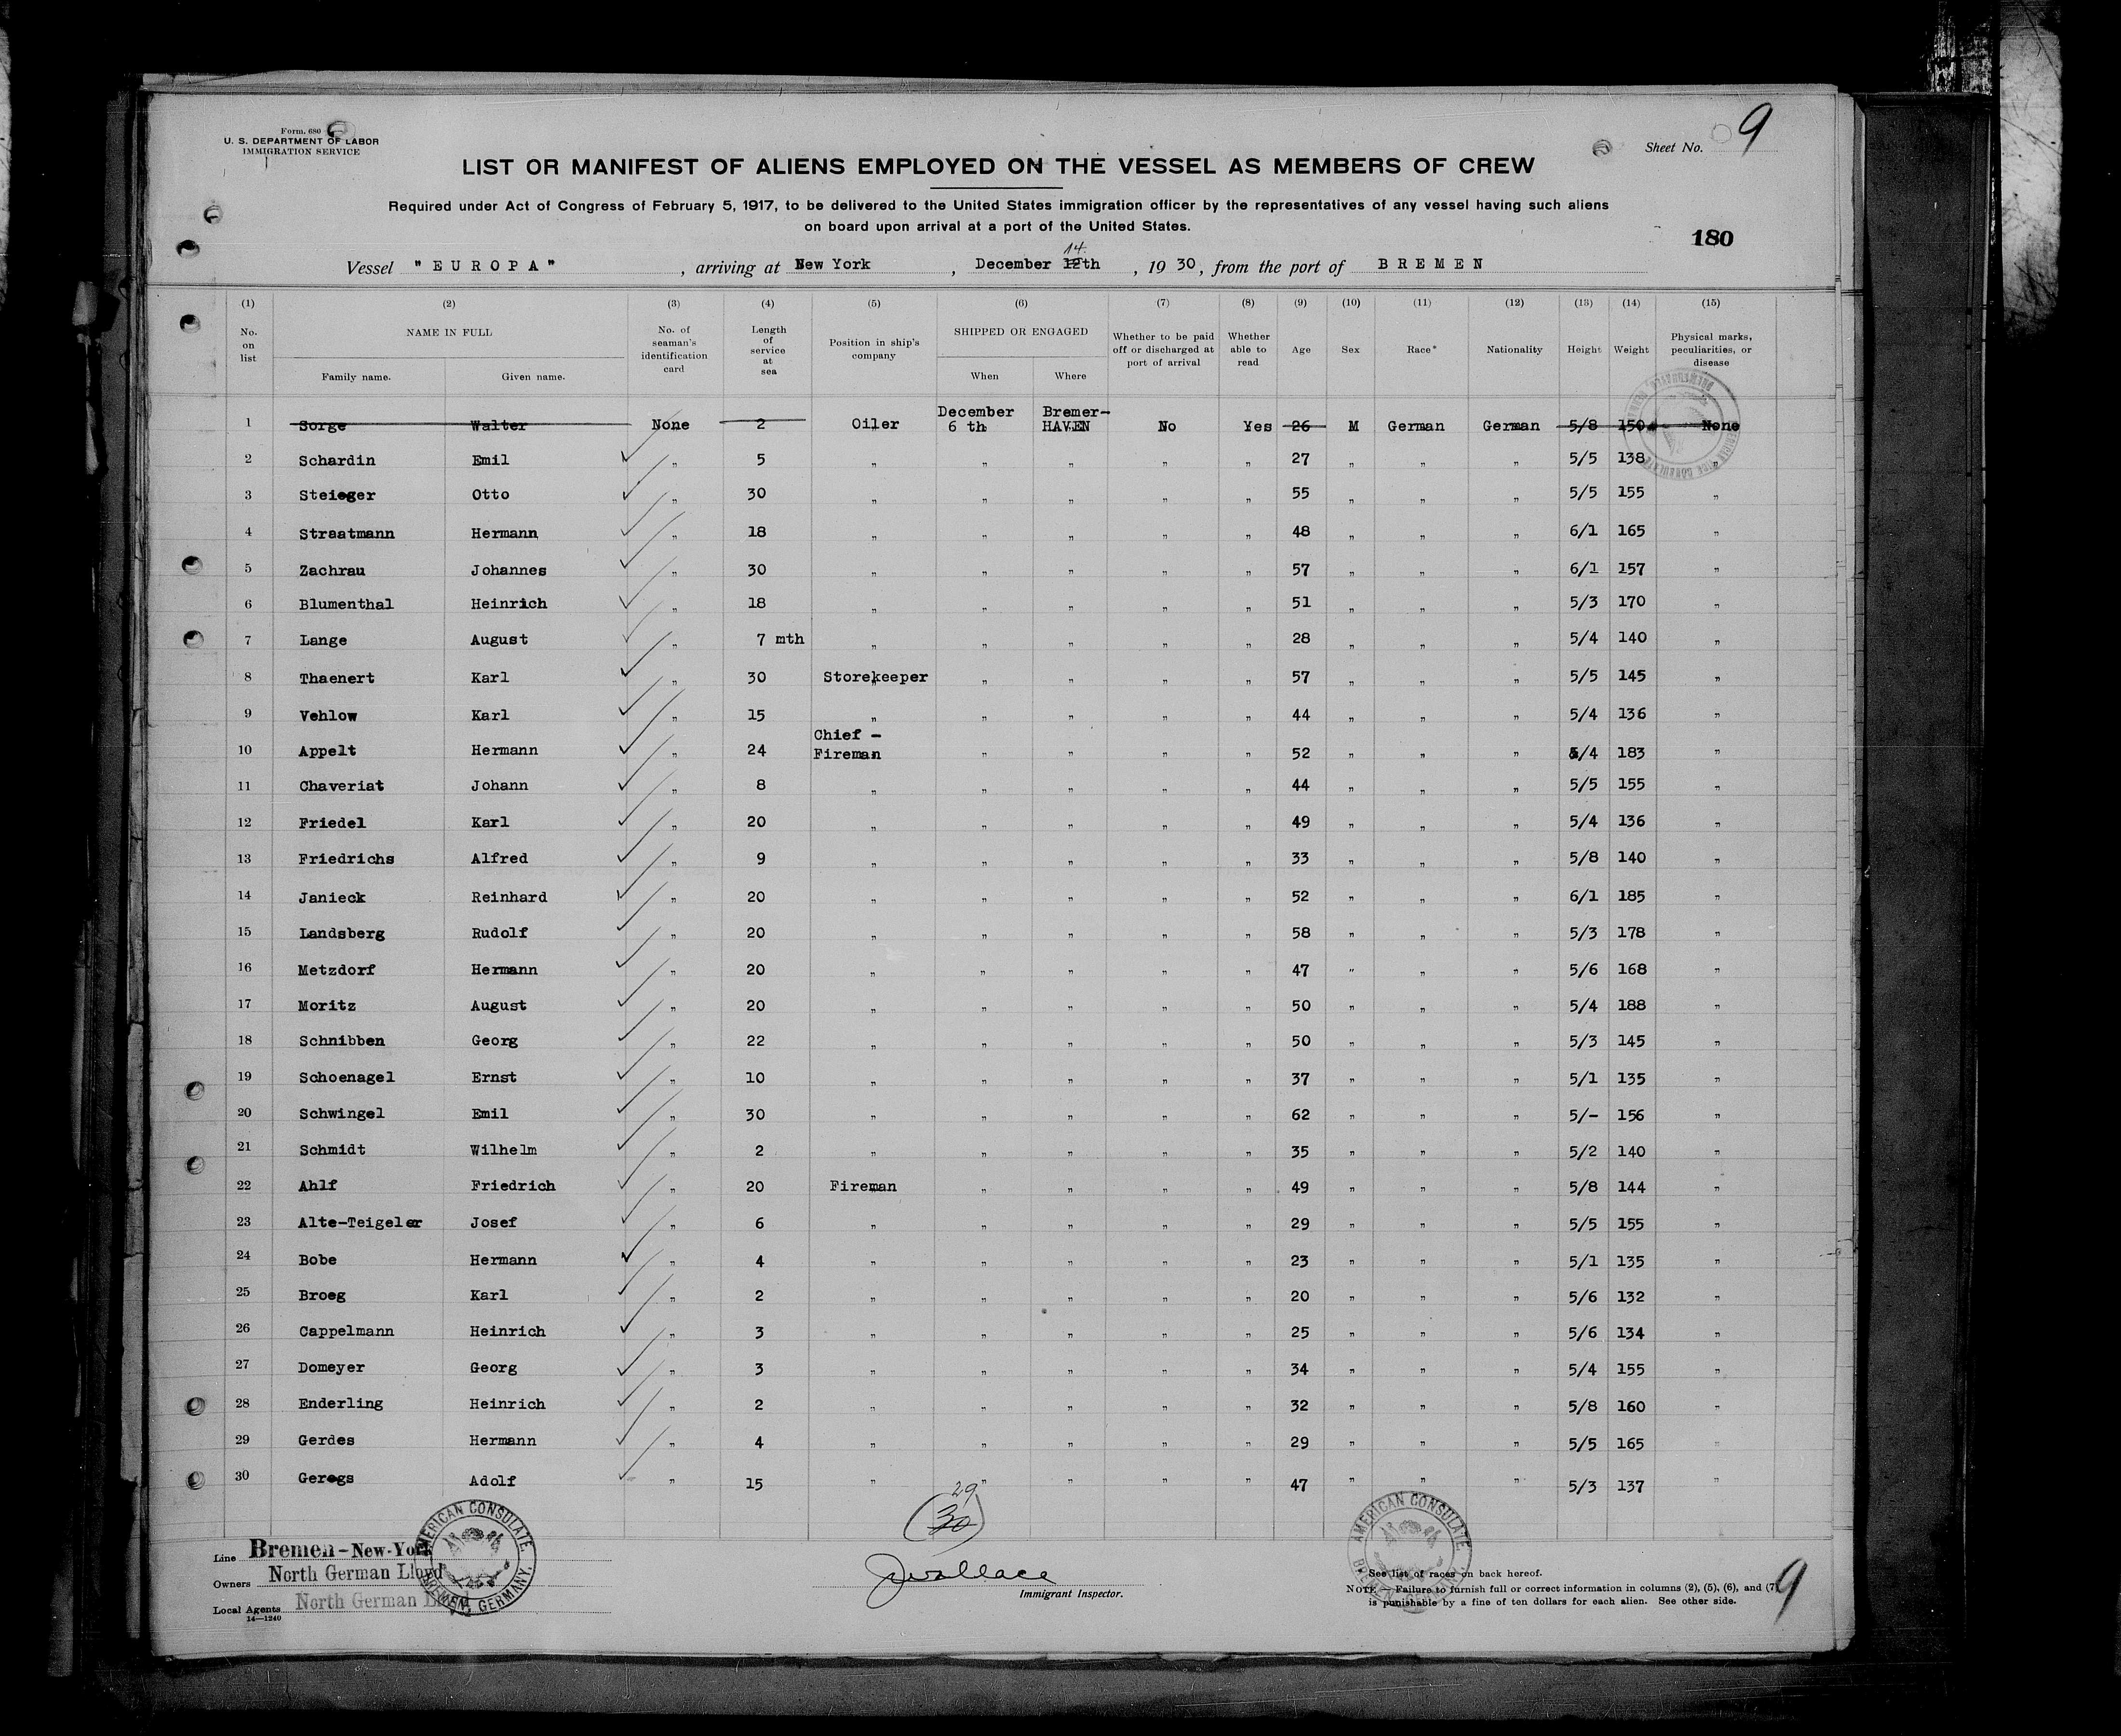 Form. 680
U. S. DEPARTMENT OF LABOR
IMMIGRATION SERVICE
Sheet No. 9
LIST OR MANIFEST OF ALIENS EMPLOYED ON THE VESSEL AS MEMBERS OF CREW
Required under Act of Congress of February 5, 1917, to be delivered to the United States immigration officer by the representatives of any vessel having such aliens
on board upon arrival at a port of the United States.
180
14.
Vessel "EUROPA", arriving at New York, December 12th, 1930, from the port of BREMEN
(1) (2) (3) (4) (5) (6) (7) (8) (9) (10) (11) (12) (13) (14) (15)
No. on list NAME IN FULL Family name. Given name. No. of seaman's identification card Length of service at sea Position in ship's company SHIPPED OR ENGAGED When Where Whether to be paid off or discharged at port of arrival Whether able to read Age Sex Race* Nationality Height Weight Physical marks, peculiarities, or disease
1 Sorge Walter None 2 Oiler December 6 th Bremer-HAVEN No Yes 26 M German German 5/8 150 None
2 Schardin Emil " 5 " " " " " 27 " " " 5/5 138 "
3 Steieger Otto " 30 " " " " " 55 " " " 5/5 155 "
4 Straatmann Hermann " 18 " " " " " 48 " " " 6/1 165 "
5 Zachrau Johannes " 30 " " " " " 57 " " " 6/1 157 "
6 Blumenthal Heinrich " 18 " " " " " 51 " " " 5/3 170 "
7 Lange August " 7 mth " " " " " 28 " " " 5/4 140 "
8 Thaenert Karl " 30 Storekeeper " " " " 57 " " " 5/5 145 "
9 Vehlow Karl " 15 " " " " " 44 " " " 5/4 136 "
10 Appelt Hermann " 24 Chief - Fireman " " " " 52 " " " 5/4 183 "
11 Chaveriat Johann " 8 " " " " " 44 " " " 5/5 155 "
12 Friedel Karl " 20 " " " " " 49 " " " 5/4 136 "
13 Friedrichs Alfred " 9 " " " " " 33 " " " 5/8 140 "
14 Janieck Reinhard " 20 " " " " " 52 " " " 6/1 185 "
15 Landsberg Rudolf " 20 " " " " " 58 " " " 5/3 178 "
16 Metzdorf Hermann " 20 " " " " " 47 " " " 5/6 168 "
17 Moritz August " 20 " " " " " 50 " " " 5/4 188 "
18 Schnibben Georg " 22 " " " " " 50 " " " 5/3 145 "
19 Schoenagel Ernst " 10 " " " " " 37 " " " 5/1 135 "
20 Schwingel Emil " 30 " " " " " 62 " " " 5/- 156 "
21 Schmidt Wilhelm " 2 " " " " " 35 " " " 5/2 140 "
22 Ahlf Friedrich " 20 Fireman " " " " 49 " " " 5/8 144 "
23 Alte-Teigeler Josef " 6 " " " " " 29 " " " 5/5 155 "
24 Bobe Hermann " 4 " " " " " 23 " " " 5/1 135 "
25 Broeg Karl " 2 " " " " " 20 " " " 5/6 132 "
26 Cappelmann Heinrich " 3 " " " " " 25 " " " 5/6 134 "
27 Domeyer Georg " 3 " " " " " 34 " " " 5/4 155 "
28 Enderling Heinrich " 2 " " " " " 32 " " " 5/8 160 "
29 Gerdes Hermann " 4 " " " " " 29 " " " 5/5 165 "
30 Geregs Adolf " 15 " " " " " 47 " " " 5/3 137 "
29
30
Line Bremen-New-York
Owners North German Lloyd
Local Agents North German Lloyd
14—1240
AMERICAN CONSULATE
BREMEN, GERMANY.
JWallace
Immigrant Inspector.
AMERICAN CONSULATE
* See list of races on back hereof.
NOTE.—Failure to furnish full or correct information in columns (2), (5), (6), and (7)
is punishable by a fine of ten dollars for each alien. See other side.
9